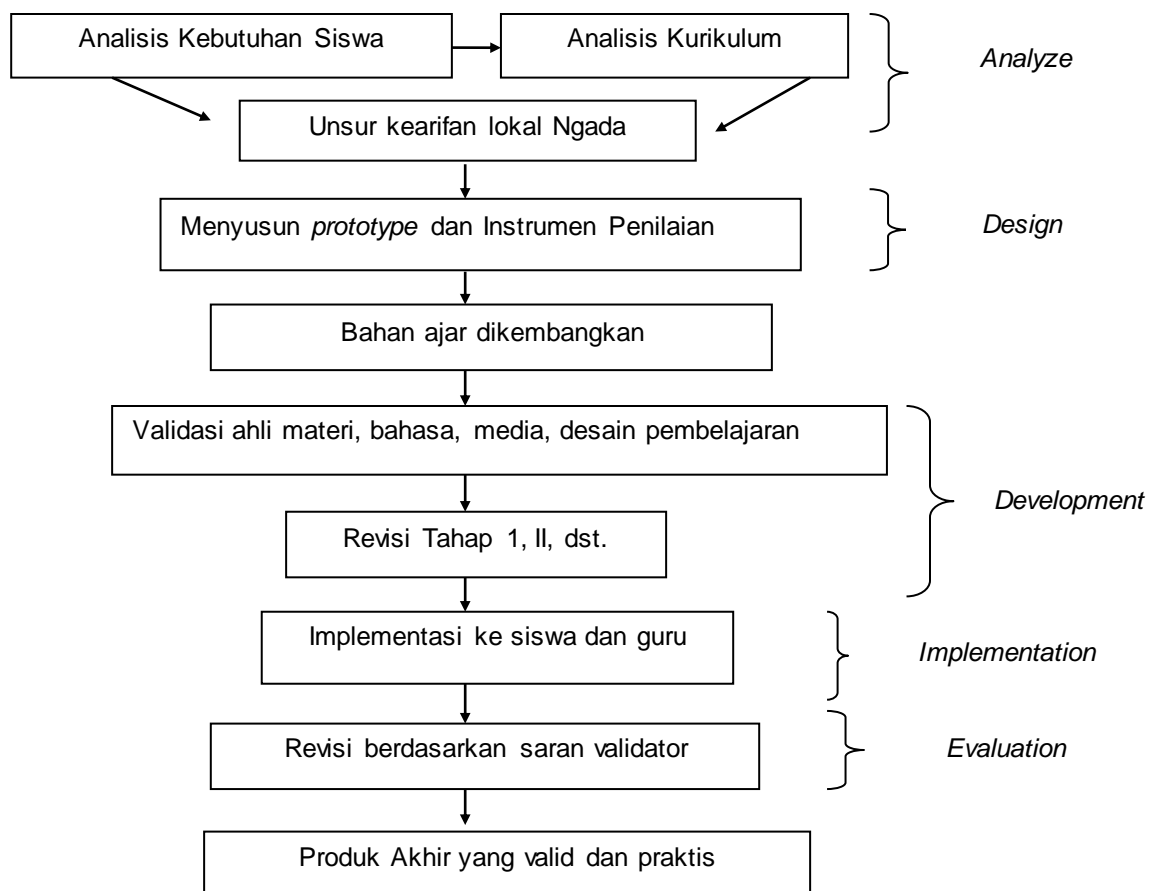 Analisis Kebutuhan Siswa
Analisis Kurikulum
Analyze
Unsur kearifan lokal Ngada
Menyusun prototype dan Instrumen Penilaian
Design
Bahan ajar dikembangkan
Validasi ahli materi, bahasa, media, desain pembelajaran
Development
Revisi Tahap 1, II, dst.
Implementasi ke siswa dan guru
Implementation
Revisi berdasarkan saran validator
Evaluation
Produk Akhir yang valid dan praktis